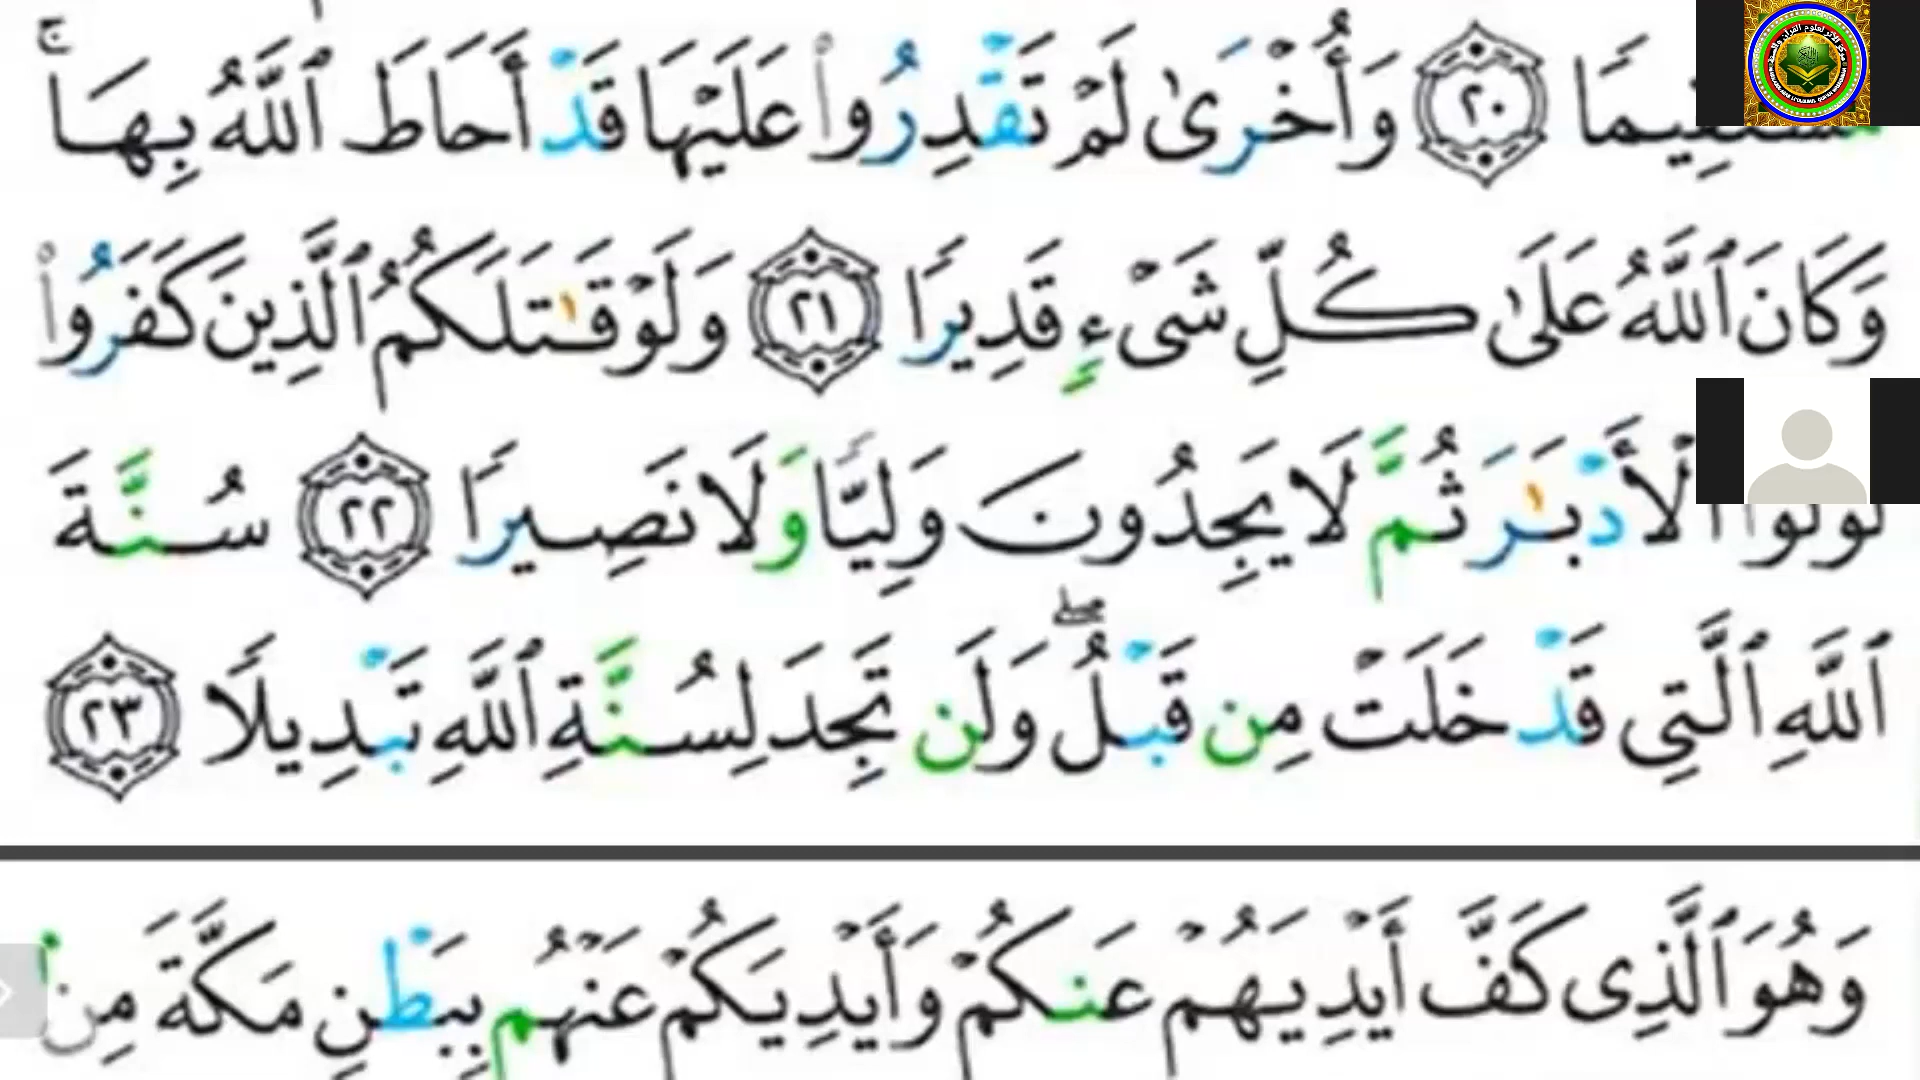 مُّسْتَقِيمًا ٢٠ وَأُخْرَىٰ لَمْ تَقْدِرُوا۟ عَلَيْهَا قَدْ أَحَاطَ ٱللَّهُ بِهَا ۚ
وَكَانَ ٱللَّهُ عَلَىٰ كُلِّ شَىْءٍ قَدِيرًا ٢١ وَلَوْ قَـٰتَلَكُمُ ٱلَّذِينَ كَفَرُوا۟
لَوَلَّوُا۟ ٱلْأَدْبَـٰرَ ثُمَّ لَا يَجِدُونَ وَلِيًّا وَلَا نَصِيرًا ٢٢ سُنَّةَ
ٱللَّهِ ٱلَّتِى قَدْ خَلَتْ مِن قَبْلُ ۖ وَلَن تَجِدَ لِسُنَّةِ ٱللَّهِ تَبْدِيلًا ٢٣
وَهُوَ ٱلَّذِى كَفَّ أَيْدِيَهُمْ عَنكُمْ وَأَيْدِيَكُمْ عَنْهُم بِبَطْنِ مَكَّةَ مِنۢ